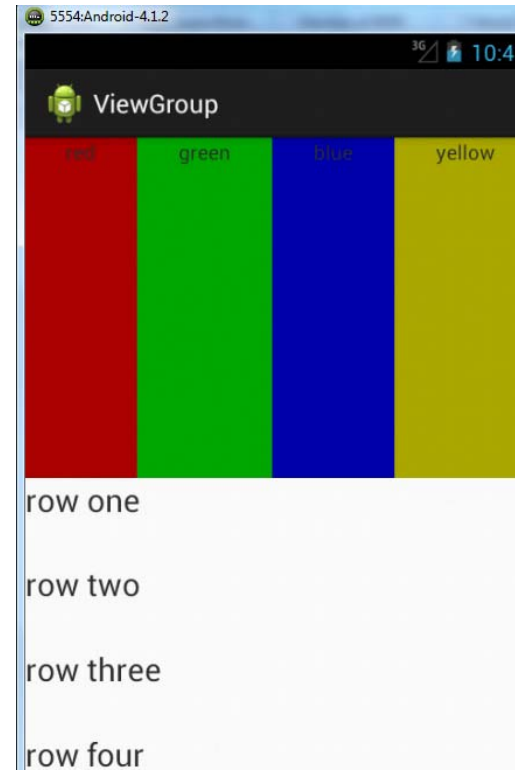 5554:Android-4.1.2
3G 10:4
ViewGroup
red green blue yellow
row one
row two
row three
row four